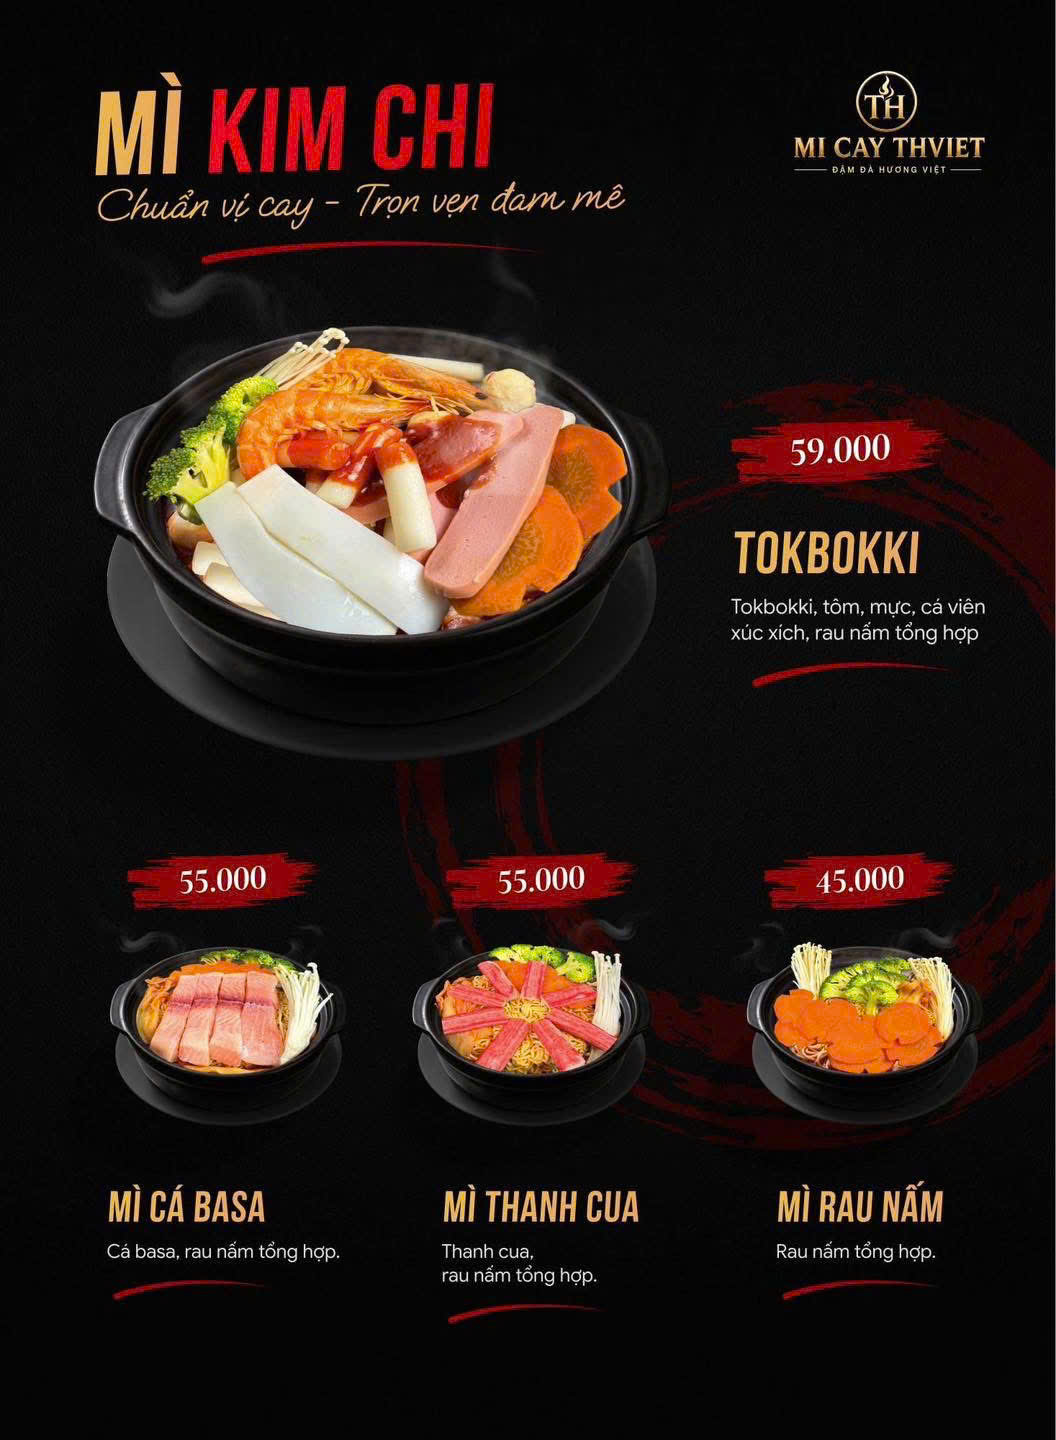 MÌ KIM CHI
Chuẩn vị cay - Trọn vẹn đam mê
TH
MI CAY THVIET
ĐẬM ĐÀ HƯƠNG VIỆT
59.000
TOKBOKKI
Tokbokki, tôm, mực, cá viên
xúc xích, rau nấm tổng hợp
55.000
MÌ CÁ BASA
Cá basa, rau nấm tổng hợp.
55.000
MÌ THANH CUA
Thanh cua,
rau nấm tổng hợp.
45.000
MÌ RAU NẤM
Rau nấm tổng hợp.